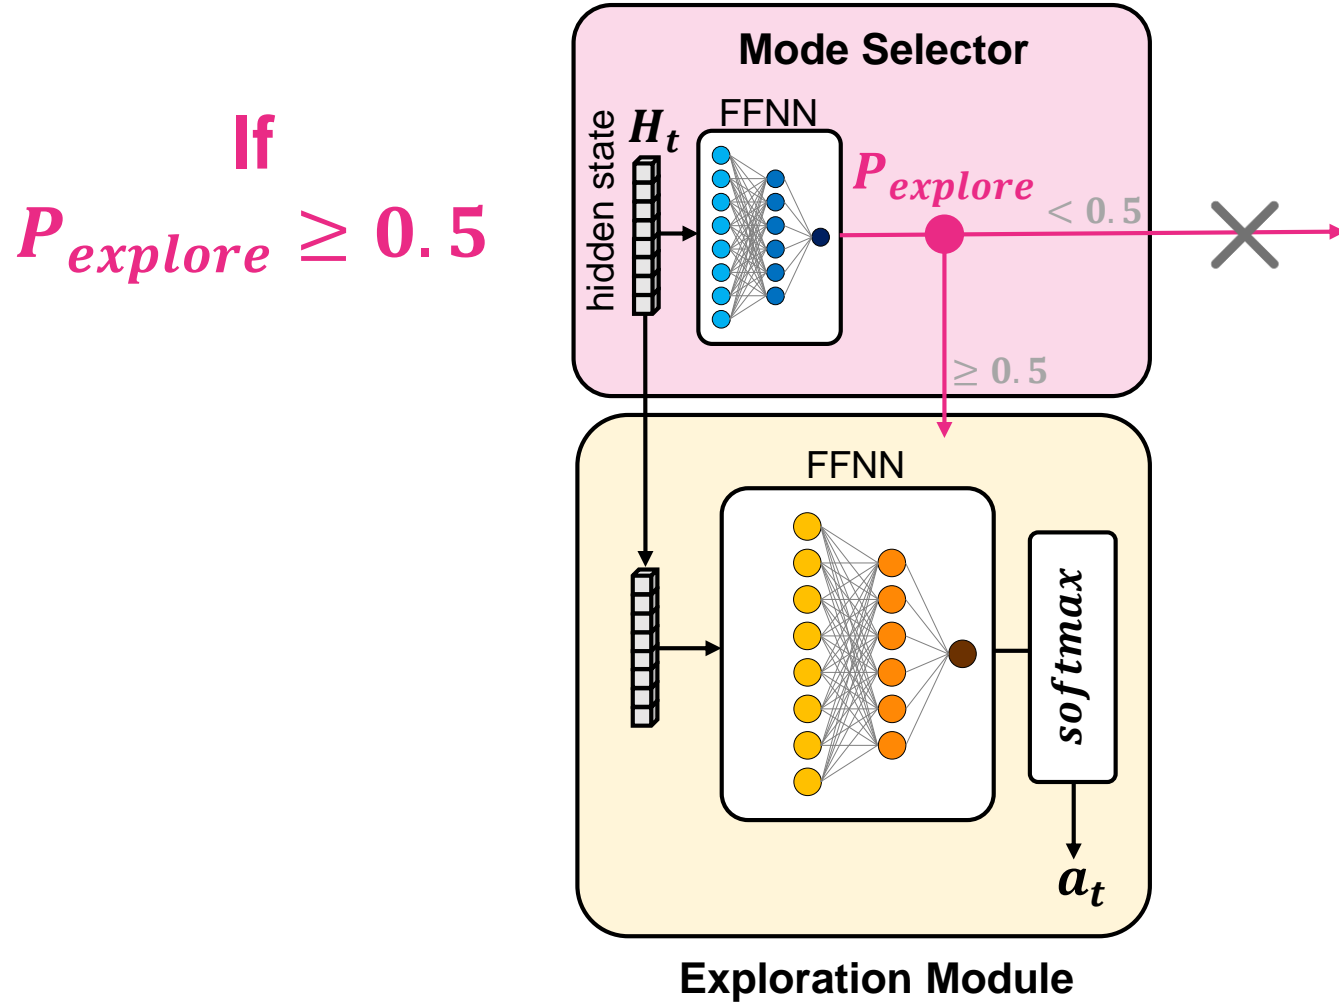 Mode Selector
If
P_explore ≥ 0.5
hidden state
H_t
FFNN
P_explore
< 0.5
≥ 0.5
FFNN
softmax
a_t
Exploration Module